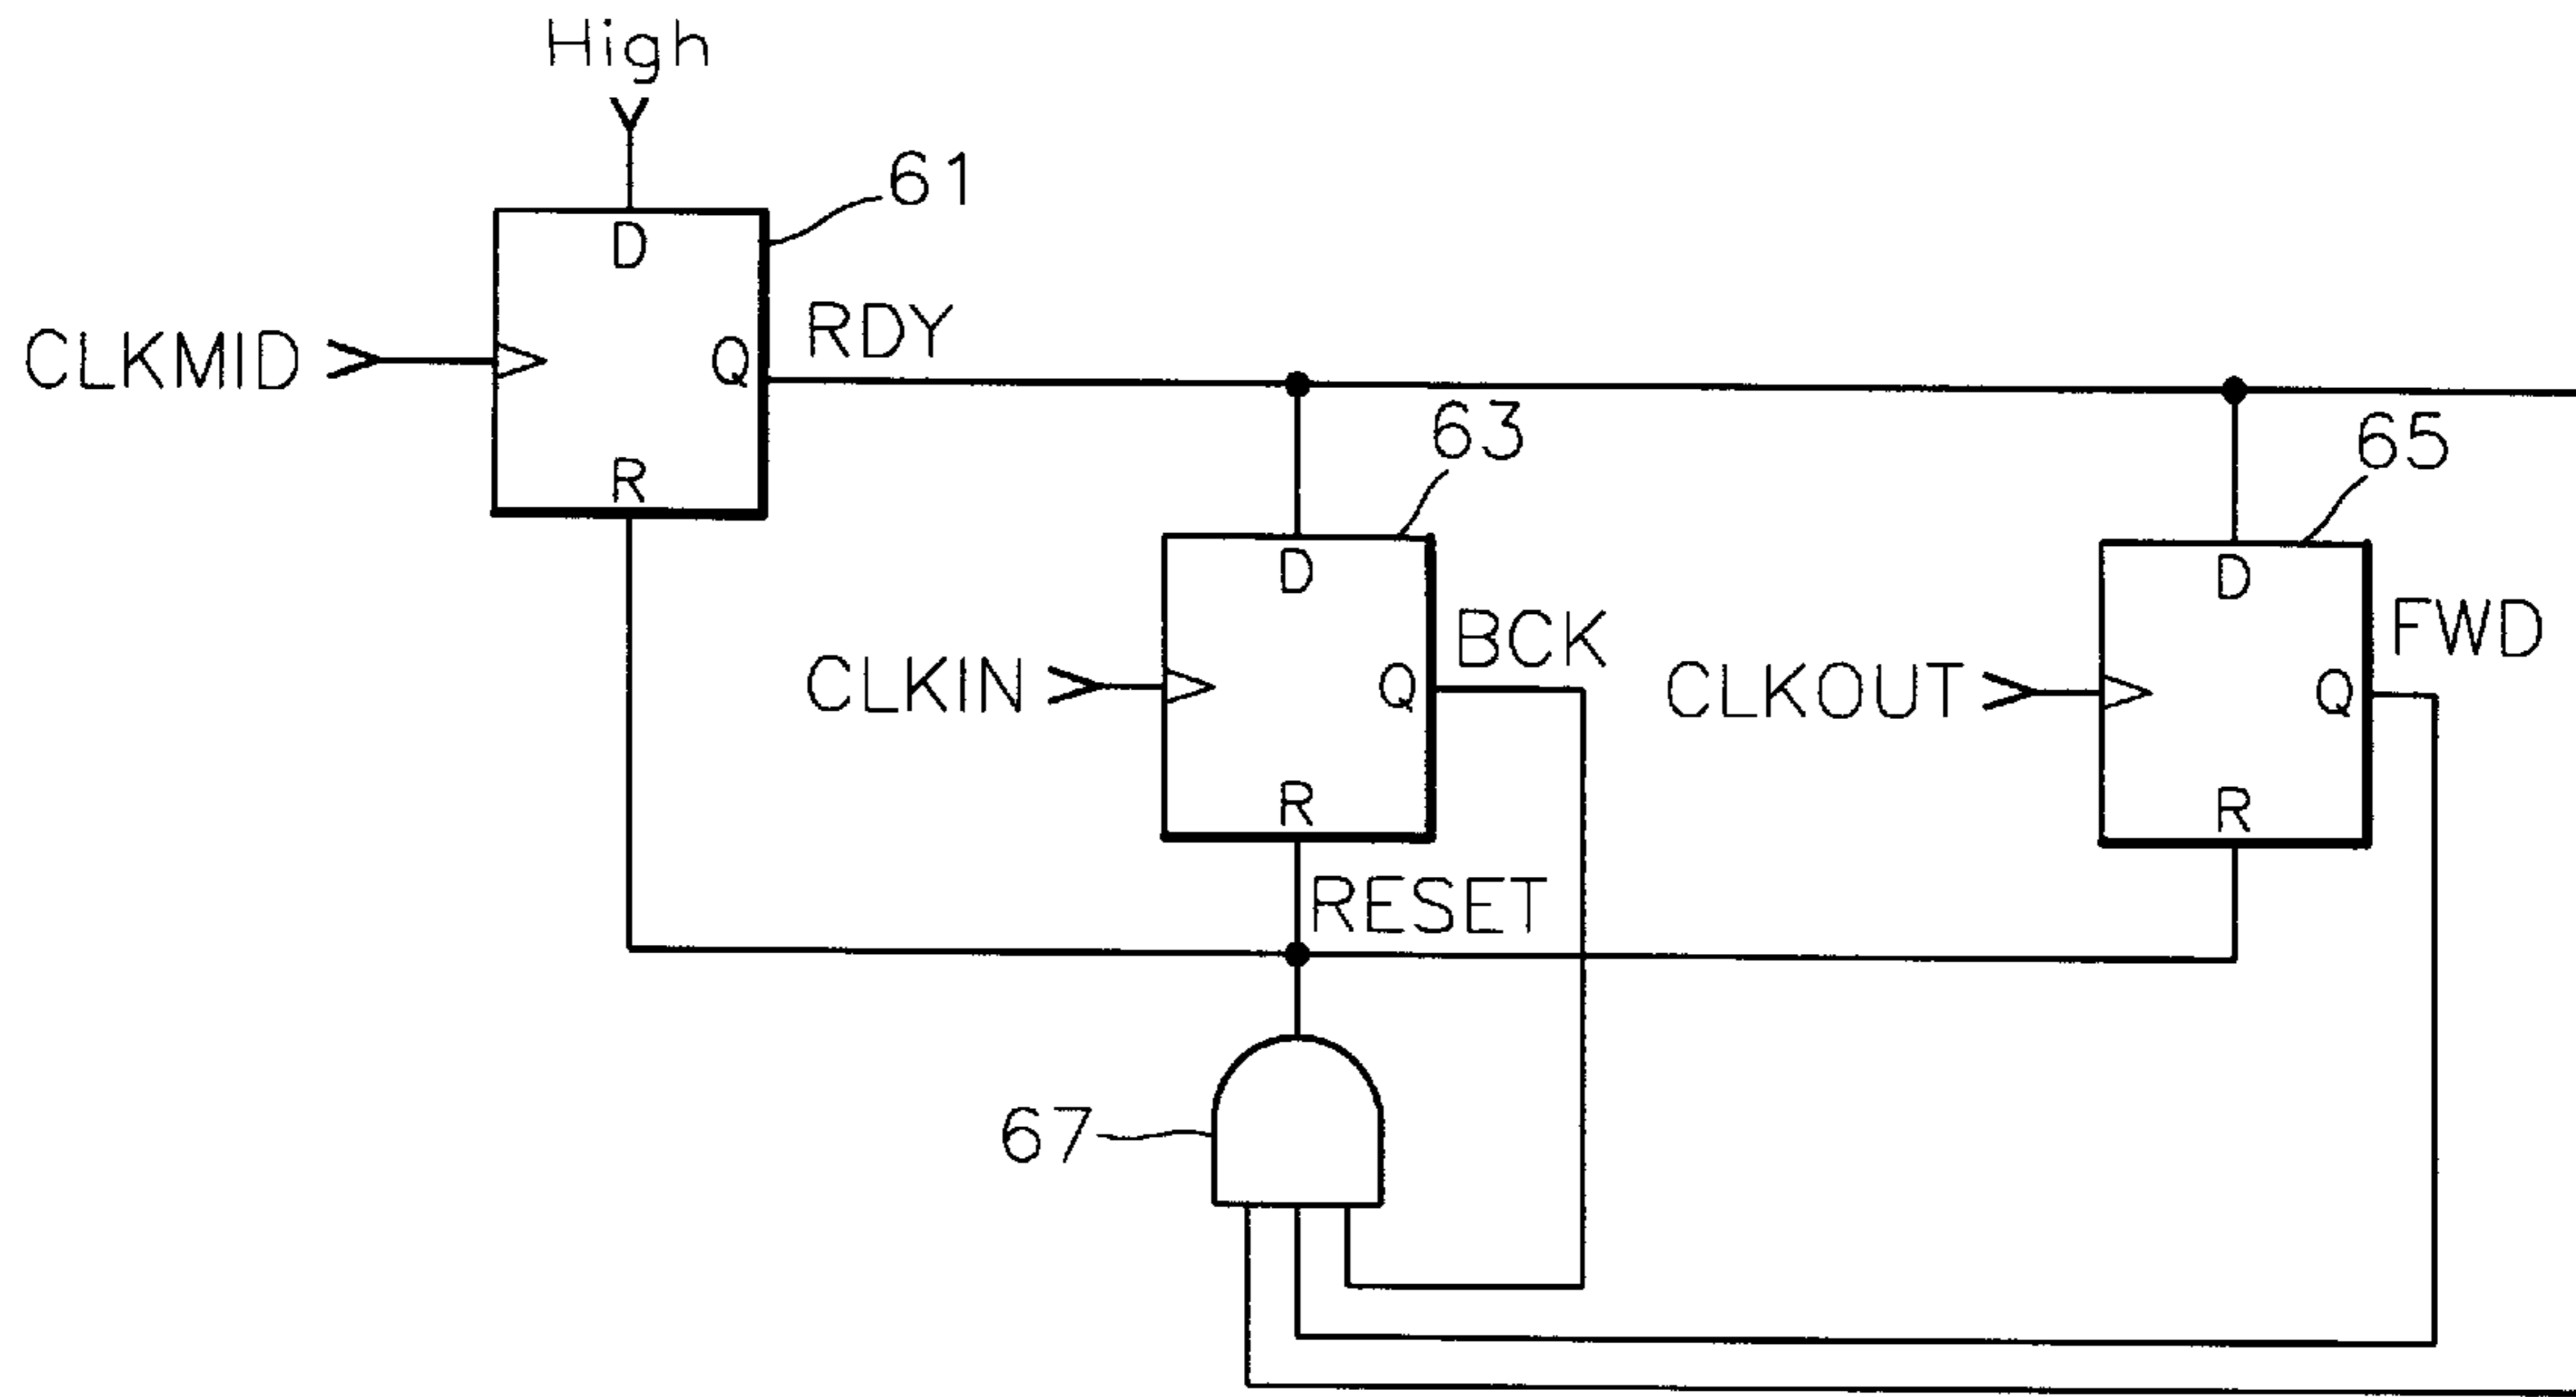 High
61
D
CLKMID
Q
RDY
R
63
65
D
D
CLKIN
Q
BCK
CLKOUT
Q
FWD
R
R
RESET
67